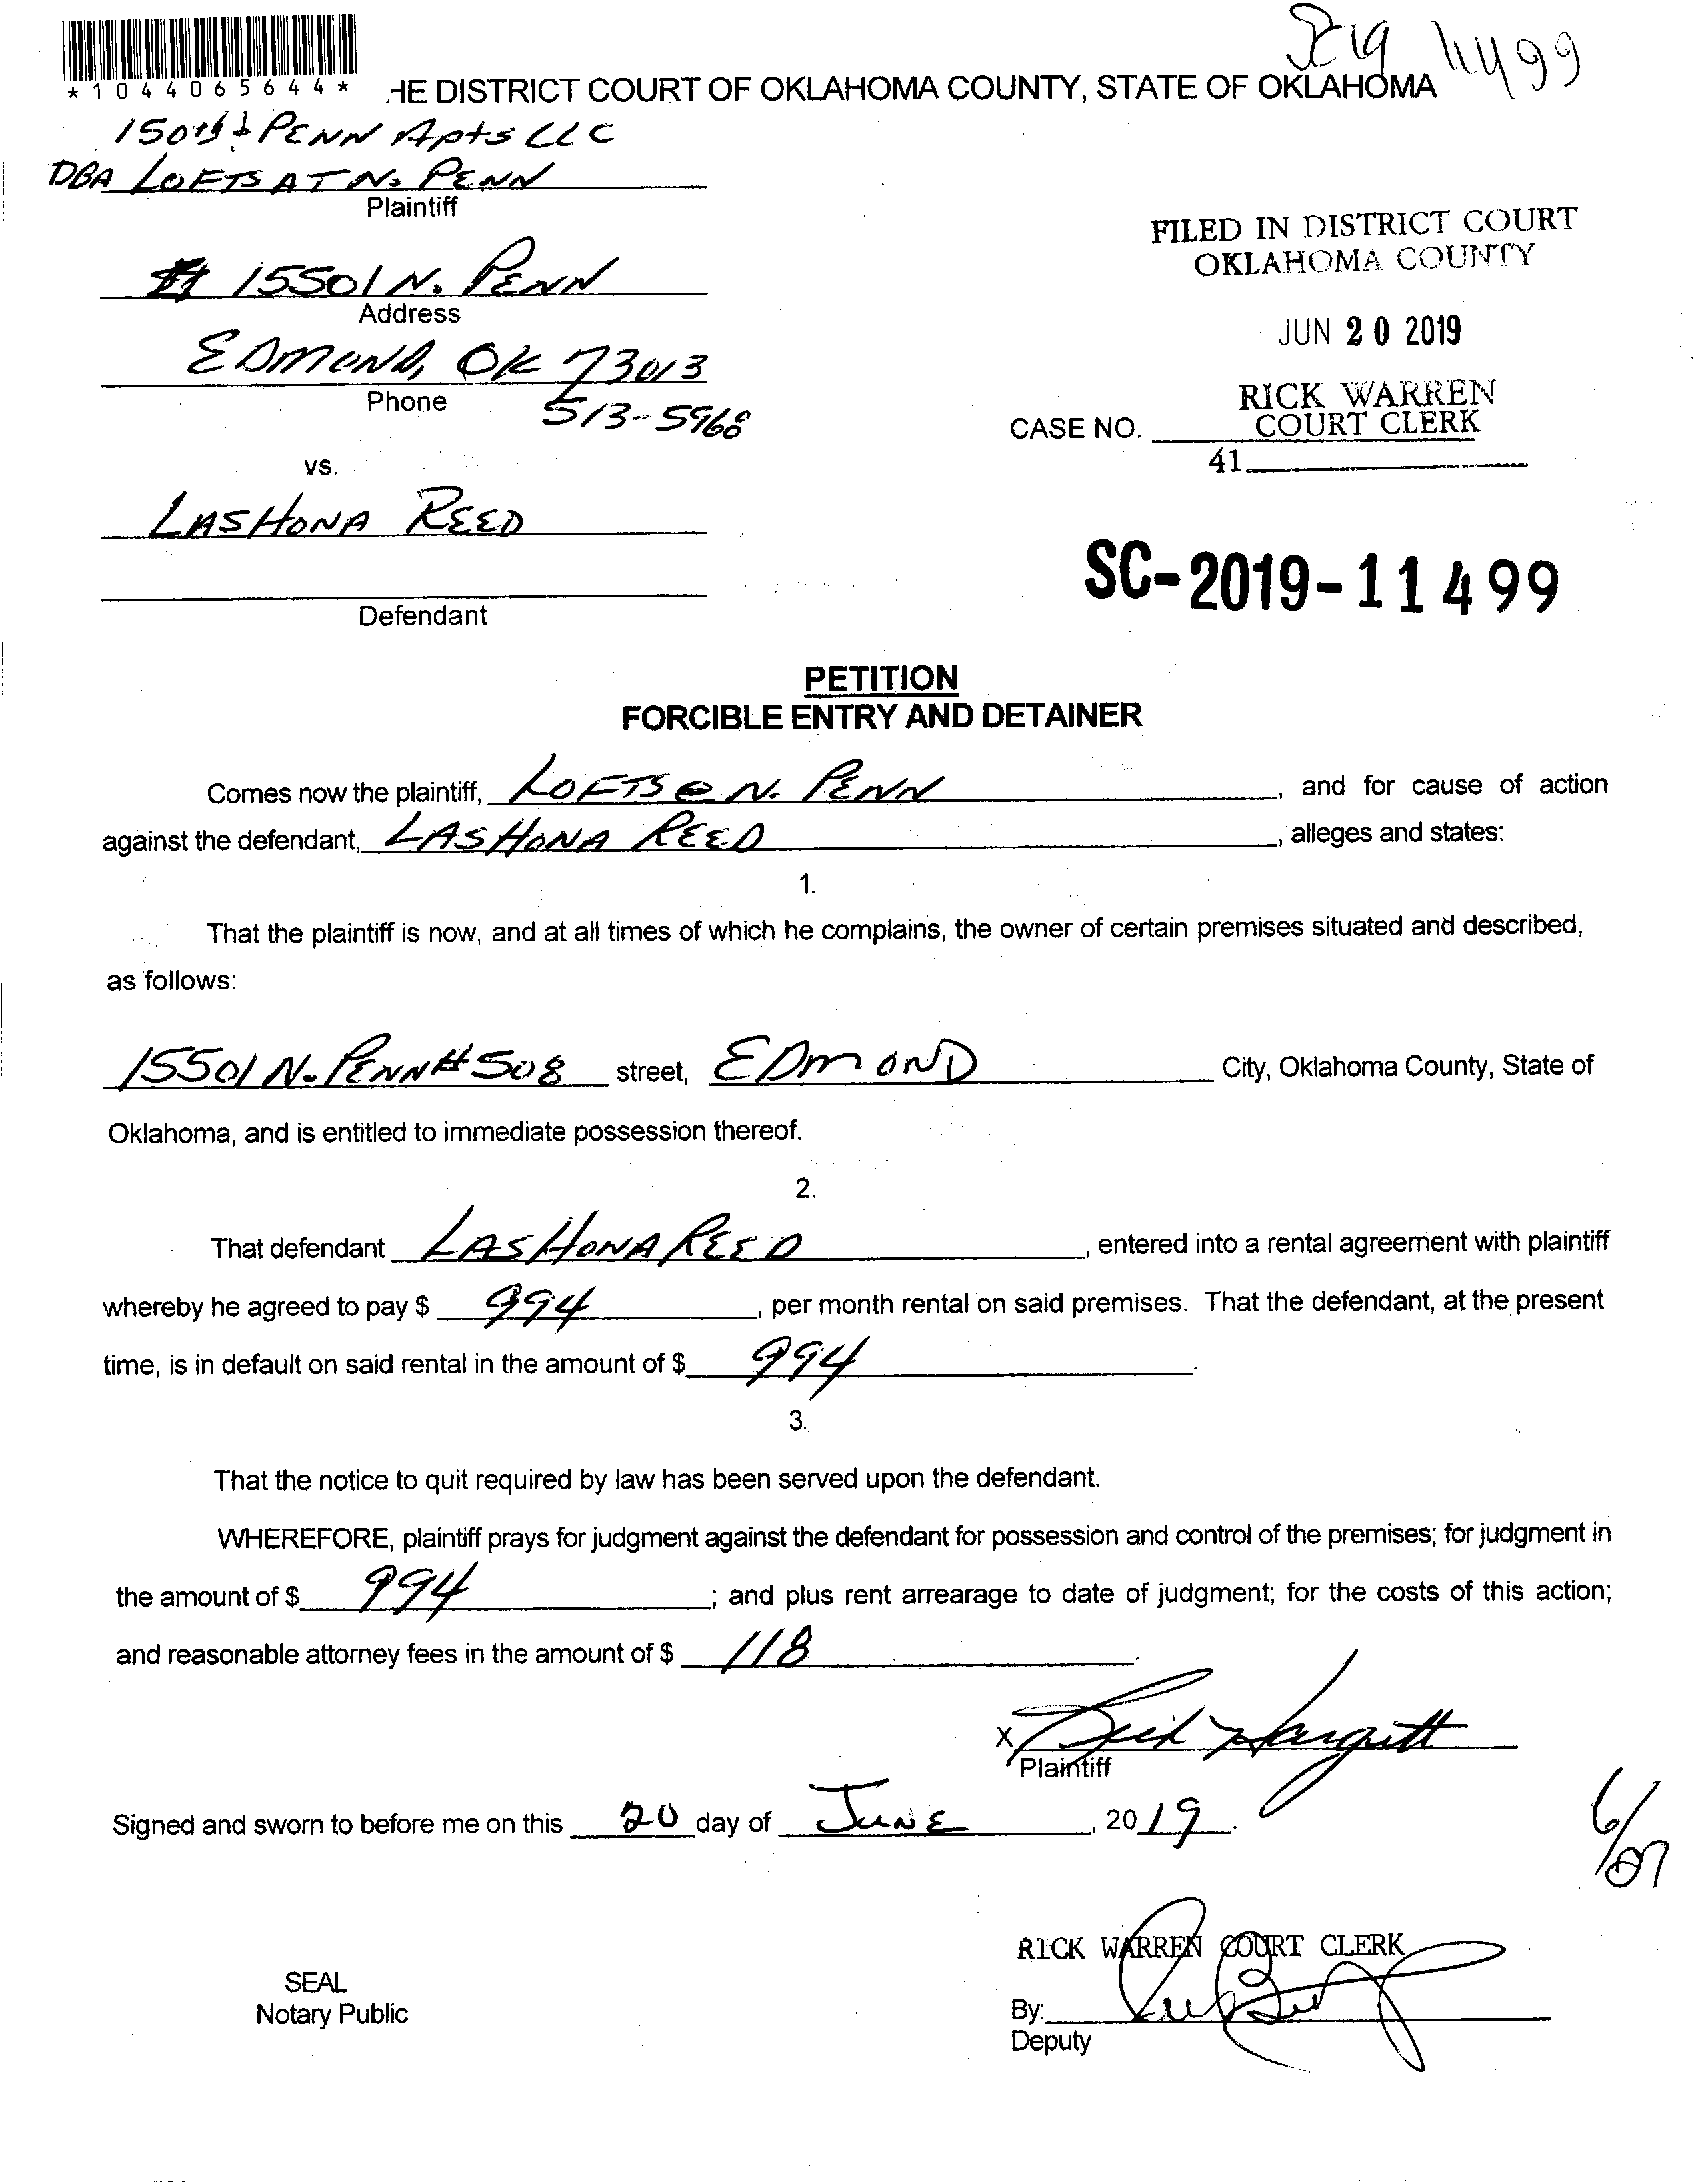 SC 19 11499
*1044065644* HE DISTRICT COURT OF OKLAHOMA COUNTY, STATE OF OKLAHOMA
150th & PENN Apts LLC
DBA LOFTS AT N. PENN
Plaintiff
FILED IN DISTRICT COURT
OKLAHOMA COUNTY
15501 N. PENN
Address
JUN 20 2019
EDMOND, OK 73013
Phone 513-5968
RICK WARREN
CASE NO. COURT CLERK
41
vs.
LASHONA REED
SC-2019-11499
Defendant
PETITION
FORCIBLE ENTRY AND DETAINER
Comes now the plaintiff, LOFTS @ N. PENN, and for cause of action
against the defendant, LASHONA REED, alleges and states:
1.
That the plaintiff is now, and at all times of which he complains, the owner of certain premises situated and described,
as follows:
15501 N. PENN #508 street, EDMOND City, Oklahoma County, State of
Oklahoma, and is entitled to immediate possession thereof.
2.
That defendant LASHONA REED, entered into a rental agreement with plaintiff
whereby he agreed to pay $ 994, per month rental on said premises. That the defendant, at the present
time, is in default on said rental in the amount of $ 994.
3.
That the notice to quit required by law has been served upon the defendant.
WHEREFORE, plaintiff prays for judgment against the defendant for possession and control of the premises; for judgment in
the amount of $ 994; and plus rent arrearage to date of judgment; for the costs of this action;
and reasonable attorney fees in the amount of $ 118.
X
Plaintiff
Signed and sworn to before me on this 20 day of JUNE, 2019.
6/27
RICK WARREN COURT CLERK
SEAL
Notary Public
By:
Deputy